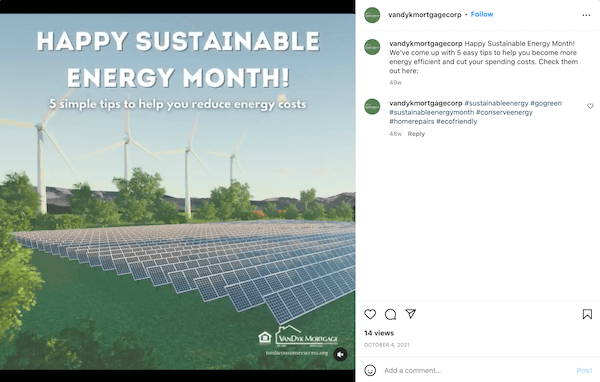 HAPPY SUSTAINABLE
ENERGY MONTH!
5 simple tips to help you reduce energy costs
VANDYK MORTGAGE
vandykmortgagecorp • Follow
vandykmortgagecorp Happy Sustainable Energy Month!
We've come up with 5 easy tips to help you become more
energy efficient and cut your spending costs. Check them
out here:
49w
vandykmortgagecorp #sustainableenergy #gogreen
#sustainableenergymonth #conserveenergy
#homerepairs #ecofriendly
48w Reply
14 views
OCTOBER 4, 2021
Add a comment...
Post